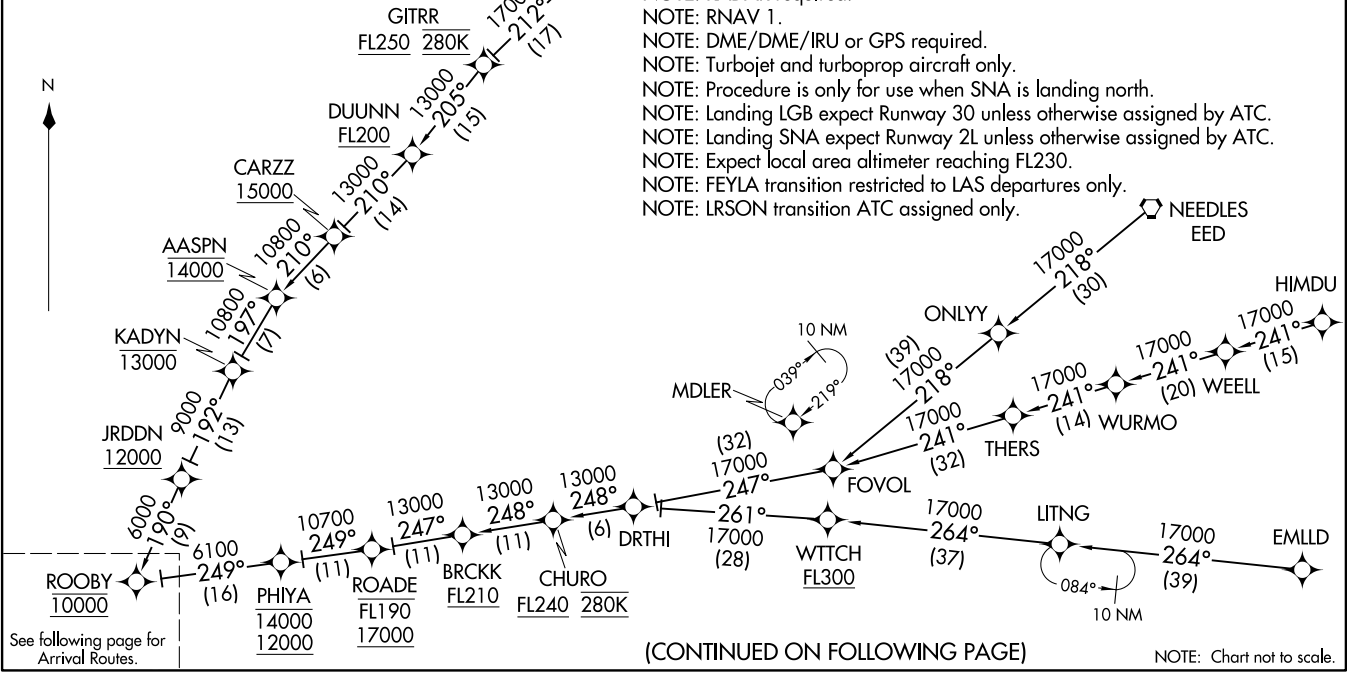 GITRR
FL250 280K
17000
212°
(17)
NOTE: RNAV 1.
NOTE: DME/DME/IRU or GPS required.
NOTE: Turbojet and turboprop aircraft only.
NOTE: Procedure is only for use when SNA is landing north.
NOTE: Landing LGB expect Runway 30 unless otherwise assigned by ATC.
NOTE: Landing SNA expect Runway 2L unless otherwise assigned by ATC.
NOTE: Expect local area altimeter reaching FL230.
NOTE: FEYLA transition restricted to LAS departures only.
NOTE: LRSON transition ATC assigned only.
N
13000
205°
(15)
DUUNN
FL200
13000
210°
(14)
CARZZ
15000
10800
210°
(6)
AASPN
14000
10800
197°
(7)
KADYN
13000
9000
192°
(13)
JRDDN
12000
6000
190°
(9)
NEEDLES
EED
17000
218°
(30)
ONLYY
(39)
17000
218°
HIMDU
17000
241°
(15)
WEELL
17000
241°
(20)
WURMO
17000
241°
(14)
THERS
17000
241°
(32)
10 NM
039°
219°
MDLER
FOVOL
(32)
17000
247°
261°
17000
(28)
WTTCH
FL300
17000
264°
(37)
LITNG
084°
10 NM
17000
264°
(39)
EMLLD
DRTHI
13000
248°
(6)
CHURO
FL240 280K
13000
248°
(11)
BRCKK
FL210
13000
247°
(11)
ROADE
FL190
17000
10700
249°
(11)
PHIYA
14000
12000
6100
249°
(16)
ROOBY
10000
See following page for
Arrival Routes.
(CONTINUED ON FOLLOWING PAGE)
NOTE: Chart not to scale.